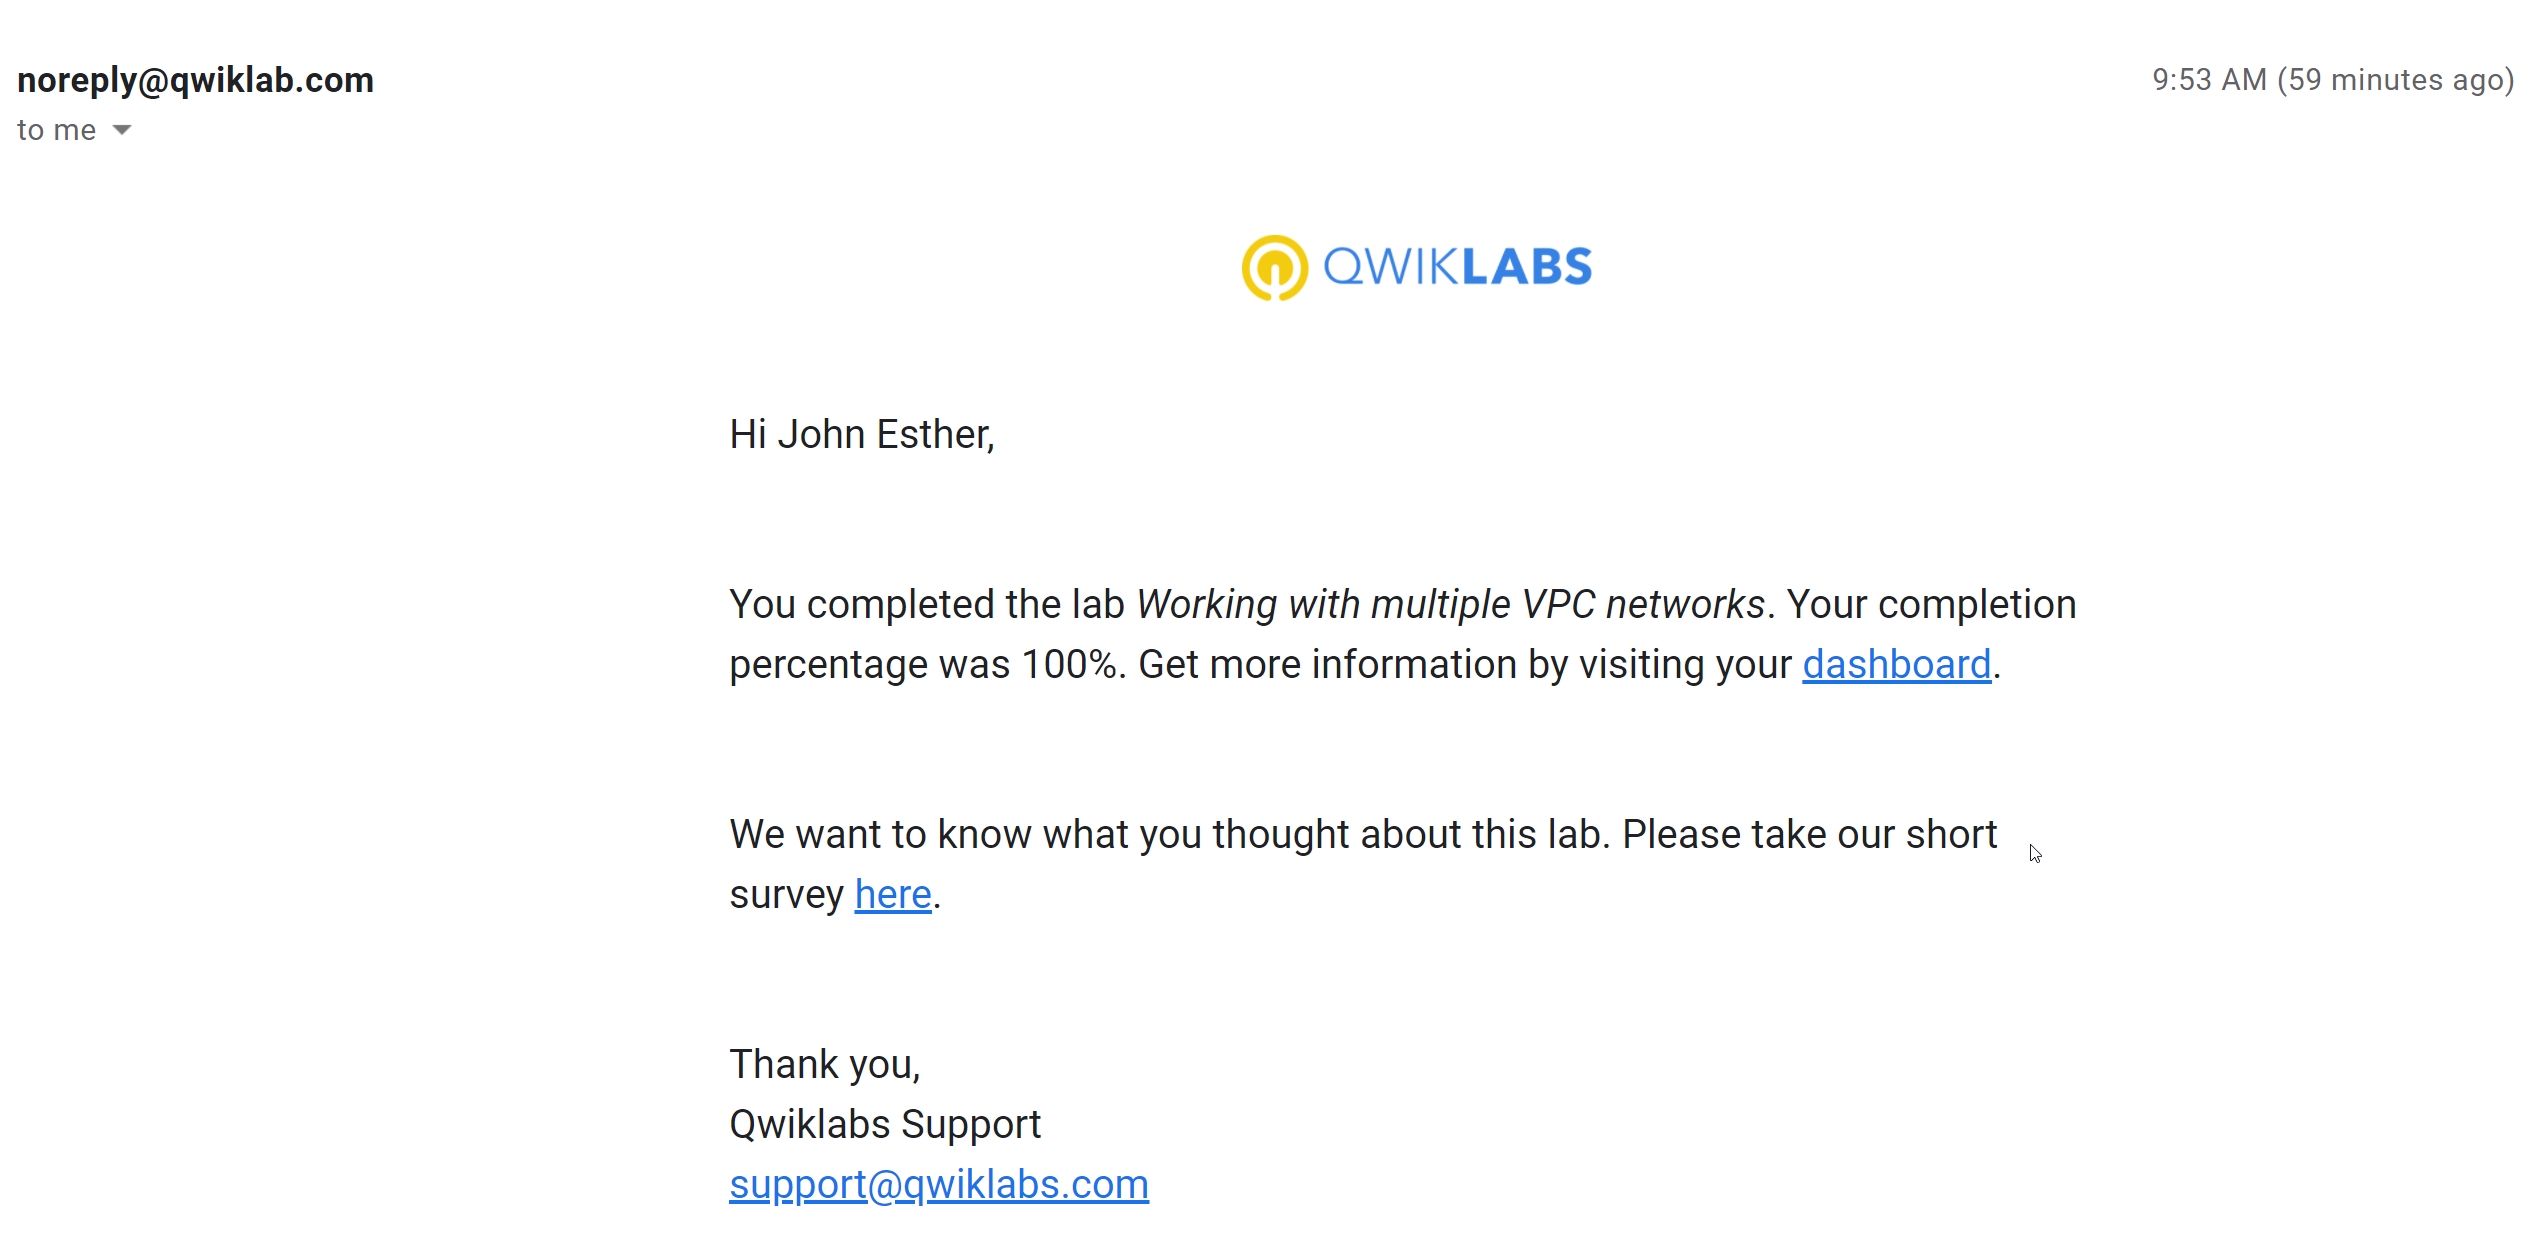 noreply@qwiklab.com
9:53 AM (59 minutes ago)
to me
QWIKLABS
Hi John Esther,
You completed the lab Working with multiple VPC networks. Your completion
percentage was 100%. Get more information by visiting your dashboard.
We want to know what you thought about this lab. Please take our short
survey here.
Thank you,
Qwiklabs Support
support@qwiklabs.com